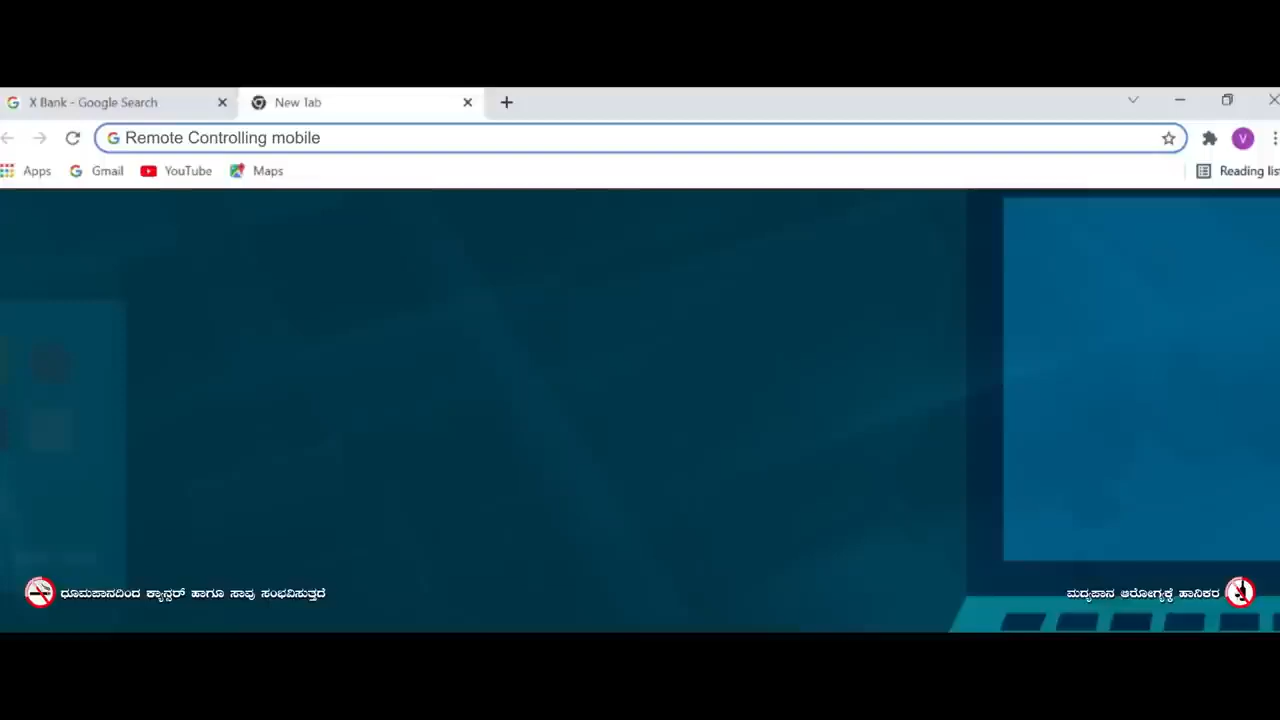 X Bank - Google Search
New Tab
Remote Controlling mobile
V
Apps
Gmail
YouTube
Maps
Reading lis
ಧೂಮಪಾನದಿಂದ ಕ್ಯಾನ್ಸರ್ ಹಾಗೂ ಸಾವು ಸಂಭವಿಸುತ್ತದೆ
ಮದ್ಯಪಾನ ಆರೋಗ್ಯಕ್ಕೆ ಹಾನಿಕರ